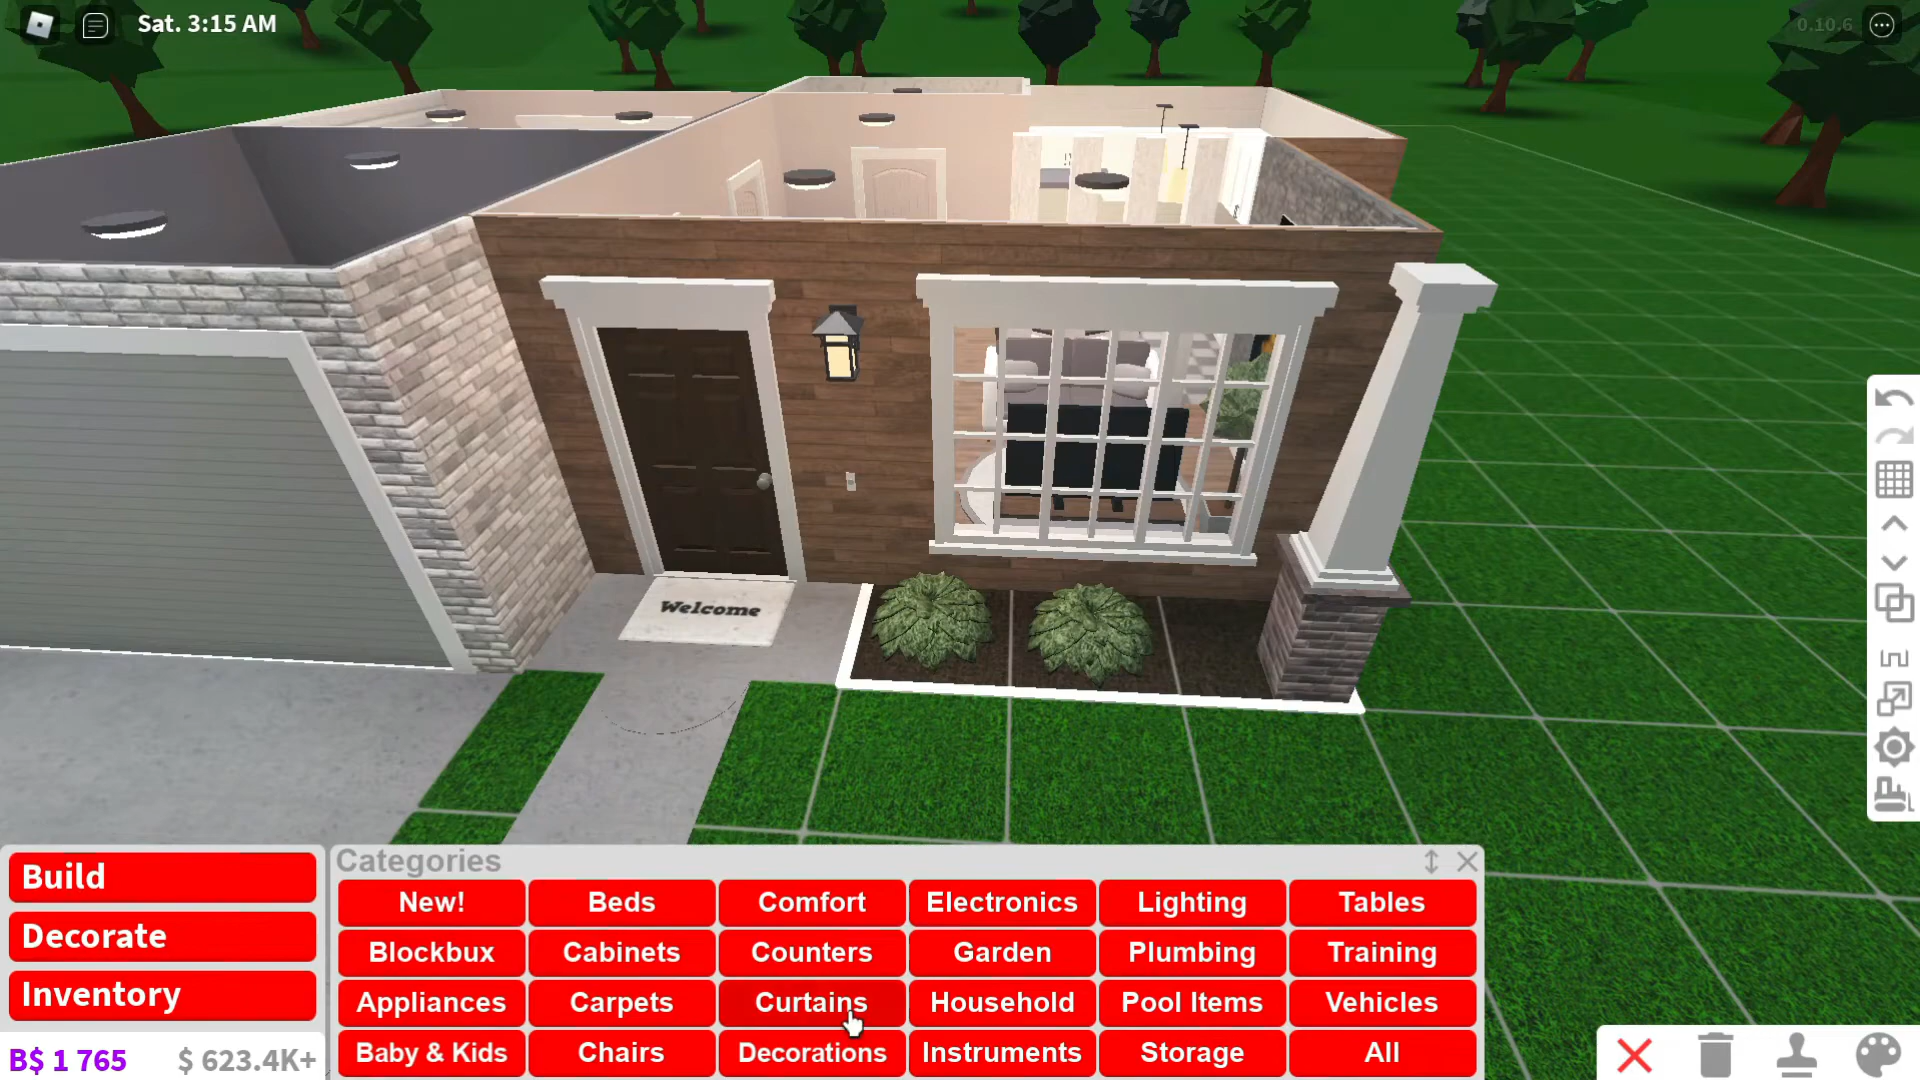 Sat. 3:15 AM
0.10.6
Welcome
Build
Decorate
Inventory
B$ 1 765 $ 623.4K+
Categories
New! Beds Comfort Electronics Lighting Tables
Blockbux Cabinets Counters Garden Plumbing Training
Appliances Carpets Curtains Household Pool Items Vehicles
Baby & Kids Chairs Decorations Instruments Storage All